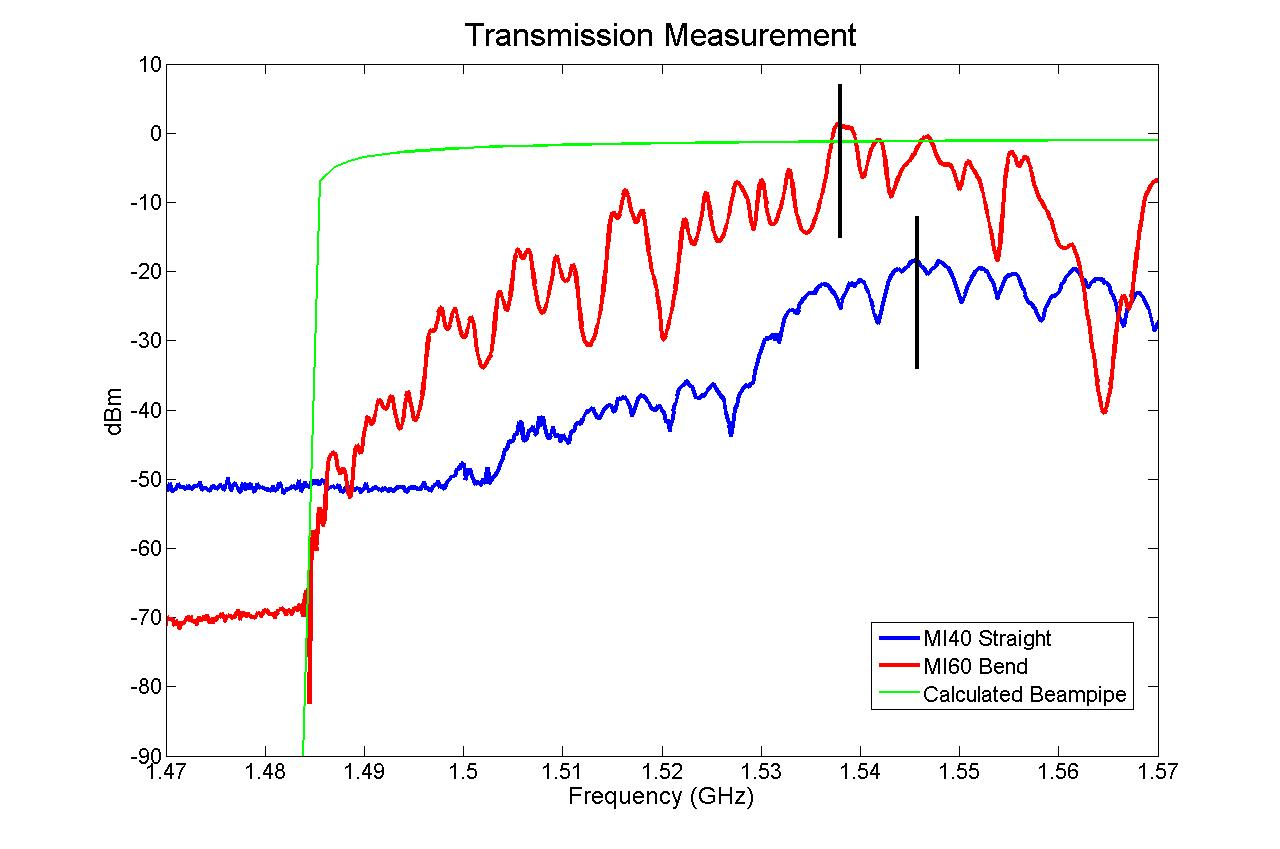 Transmission Measurement
10
0
-10
-20
-30
-40
-50
-60
-70
-80
-90
dBm
1.47 1.48 1.49 1.5 1.51 1.52 1.53 1.54 1.55 1.56 1.57
Frequency (GHz)
MI40 Straight
MI60 Bend
Calculated Beampipe